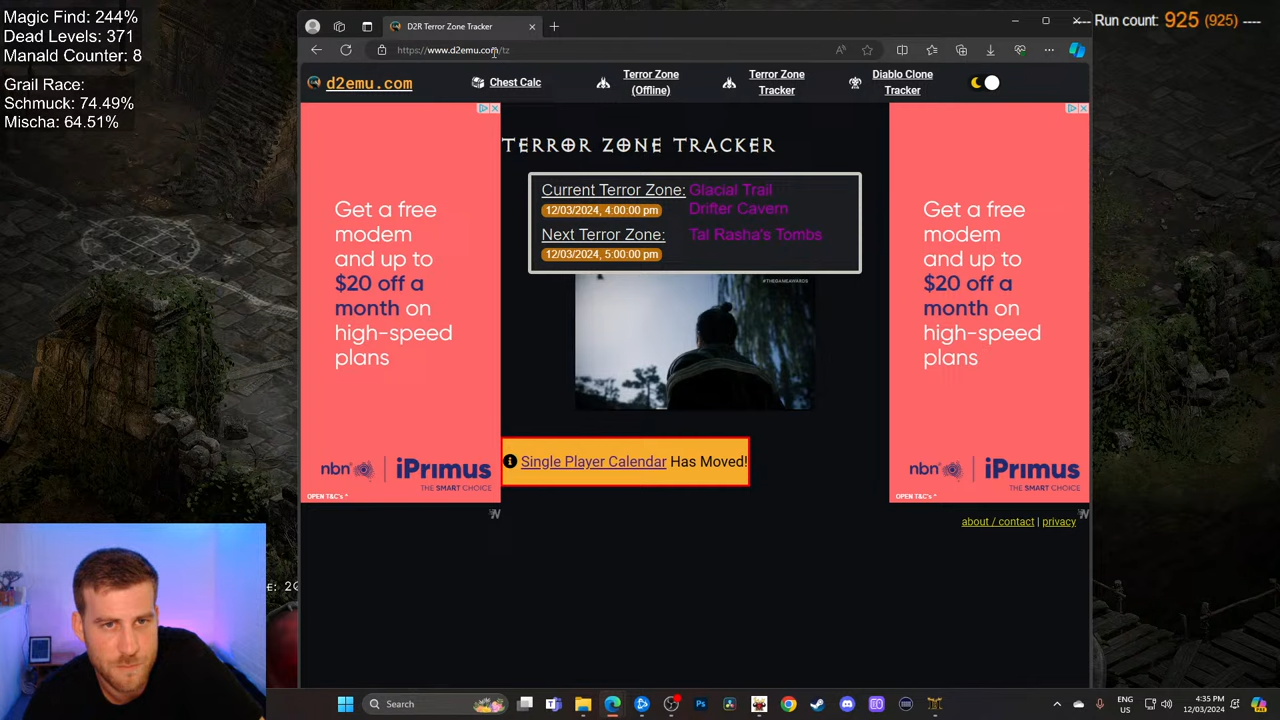 Magic Find: 244%
Dead Levels: 371
Manald Counter: 8
Grail Race:
Schmuck: 74.49%
Mischa: 64.51%
D2R Terror Zone Tracker
---- Run count: 925 (925) ----
https://www.d2emu.com/tz
d2emu.com
Chest Calc
Terror Zone
(Offline)
Terror Zone
Tracker
Diablo Clone
Tracker
TERROR ZONE TRACKER
Current Terror Zone: Glacial Trail
12/03/2024, 4:00:00 pm Drifter Cavern
Next Terror Zone: Tal Rasha's Tombs
12/03/2024, 5:00:00 pm
#THEGAMEAWARDS
Get a free
modem
and up to
$20 off a
month on
high-speed
plans
nbn iPrimus
THE SMART CHOICE
OPEN T&C's ^
Get a free
modem
and up to
$20 off a
month on
high-speed
plans
nbn iPrimus
THE SMART CHOICE
OPEN T&C's ^
Single Player Calendar Has Moved!
about / contact | privacy
Search
ENG
US
4:35 PM
12/03/2024